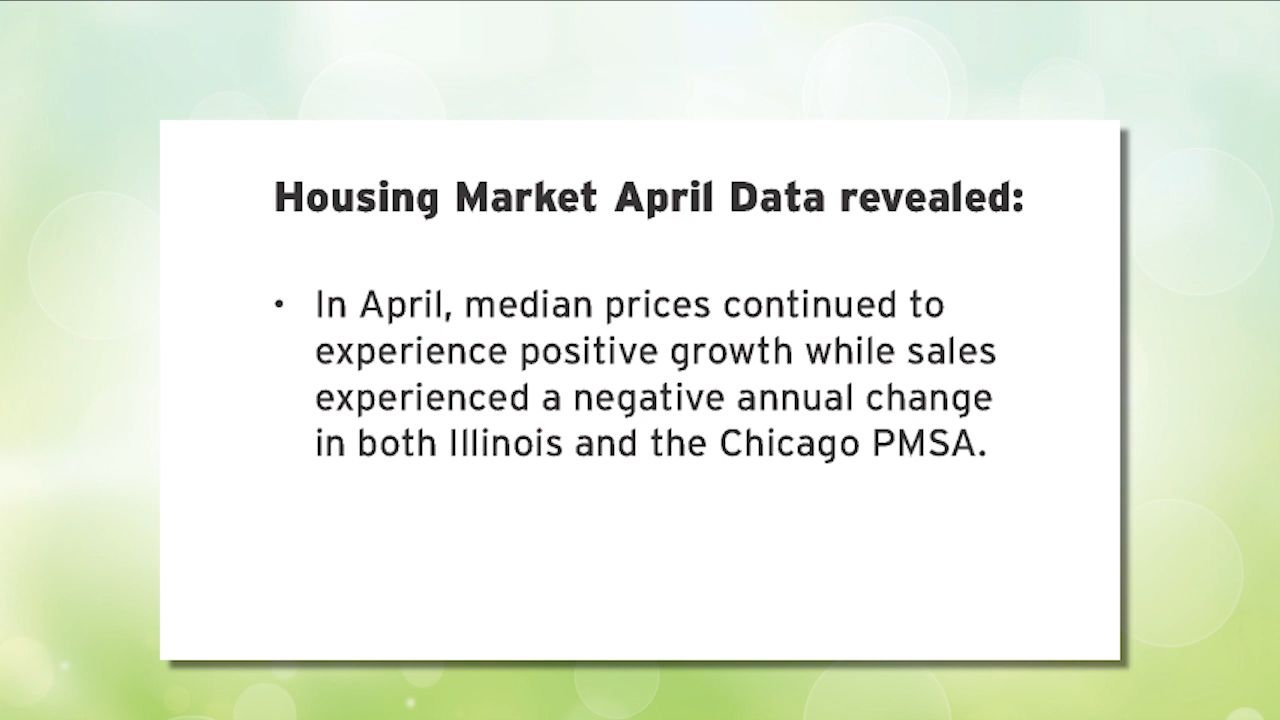 Housing Market April Data revealed:
• In April, median prices continued to
experience positive growth while sales
experienced a negative annual change
in both Illinois and the Chicago PMSA.